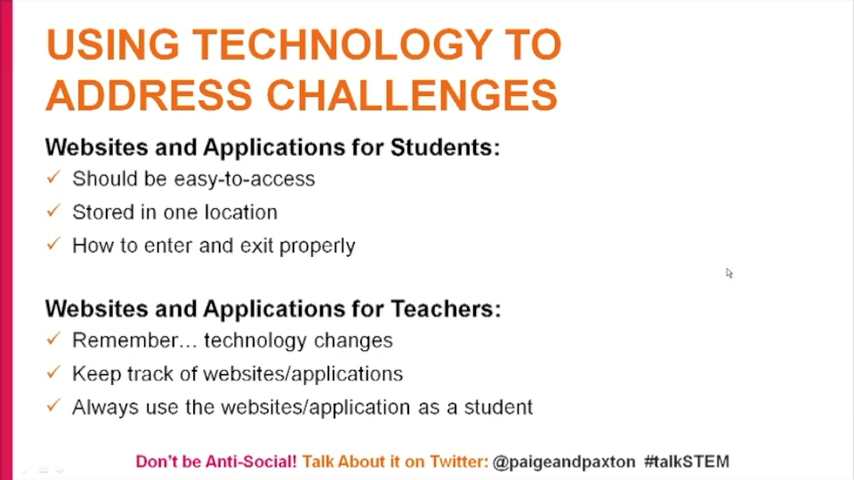 USING TECHNOLOGY TO
ADDRESS CHALLENGES
Websites and Applications for Students:
✓ Should be easy-to-access
✓ Stored in one location
✓ How to enter and exit properly
Websites and Applications for Teachers:
✓ Remember… technology changes
✓ Keep track of websites/applications
✓ Always use the websites/application as a student
Don't be Anti-Social! Talk About it on Twitter: @paigeandpaxton #talkSTEM